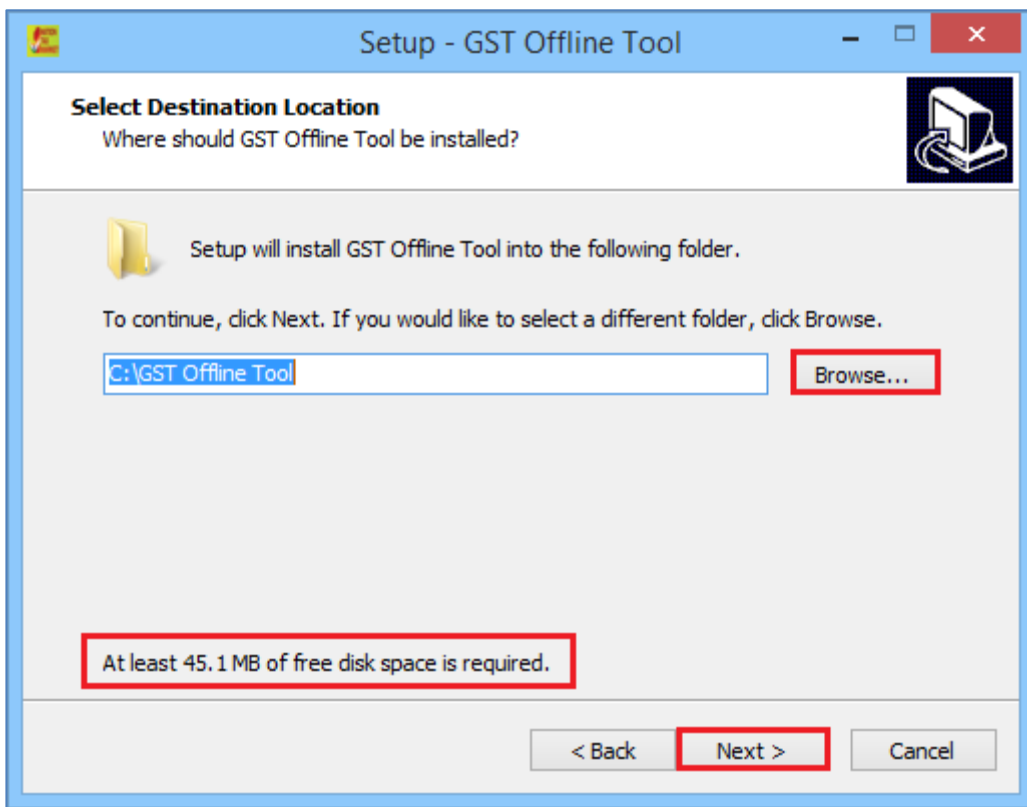 Setup - GST Offline Tool
Select Destination Location
Where should GST Offline Tool be installed?
Setup will install GST Offline Tool into the following folder.
To continue, click Next. If you would like to select a different folder, click Browse.
C:\GST Offline Tool
Browse...
At least 45.1 MB of free disk space is required.
< Back
Next >
Cancel